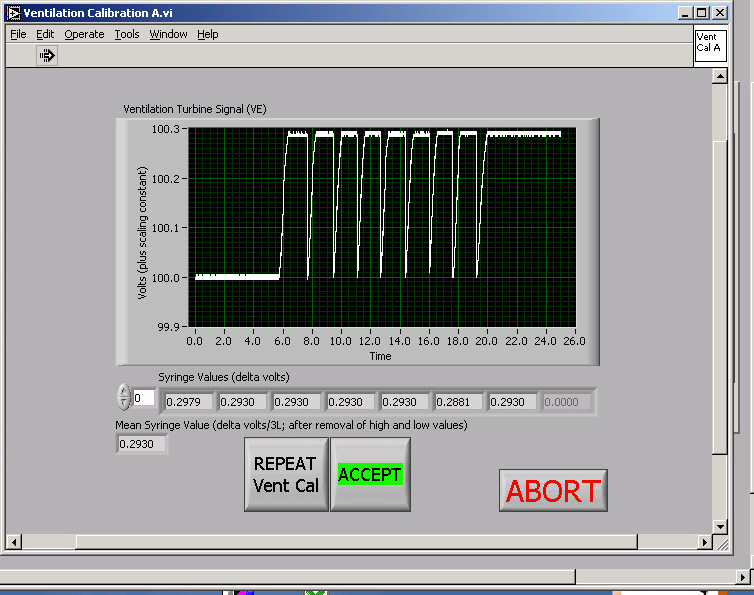 Ventilation Calibration A.vi
File Edit Operate Tools Window Help
Vent
Cal A
Ventilation Turbine Signal (VE)
100.3
100.2
100.1
100.0
99.9
Volts (plus scaling constant)
0.0 2.0 4.0 6.0 8.0 10.0 12.0 14.0 16.0 18.0 20.0 22.0 24.0 26.0
Time
Syringe Values (delta volts)
0 0.2979 0.2930 0.2930 0.2930 0.2930 0.2881 0.2930 0.0000
Mean Syringe Value (delta volts/3L; after removal of high and low values)
0.2930
REPEAT
Vent Cal
ACCEPT
ABORT